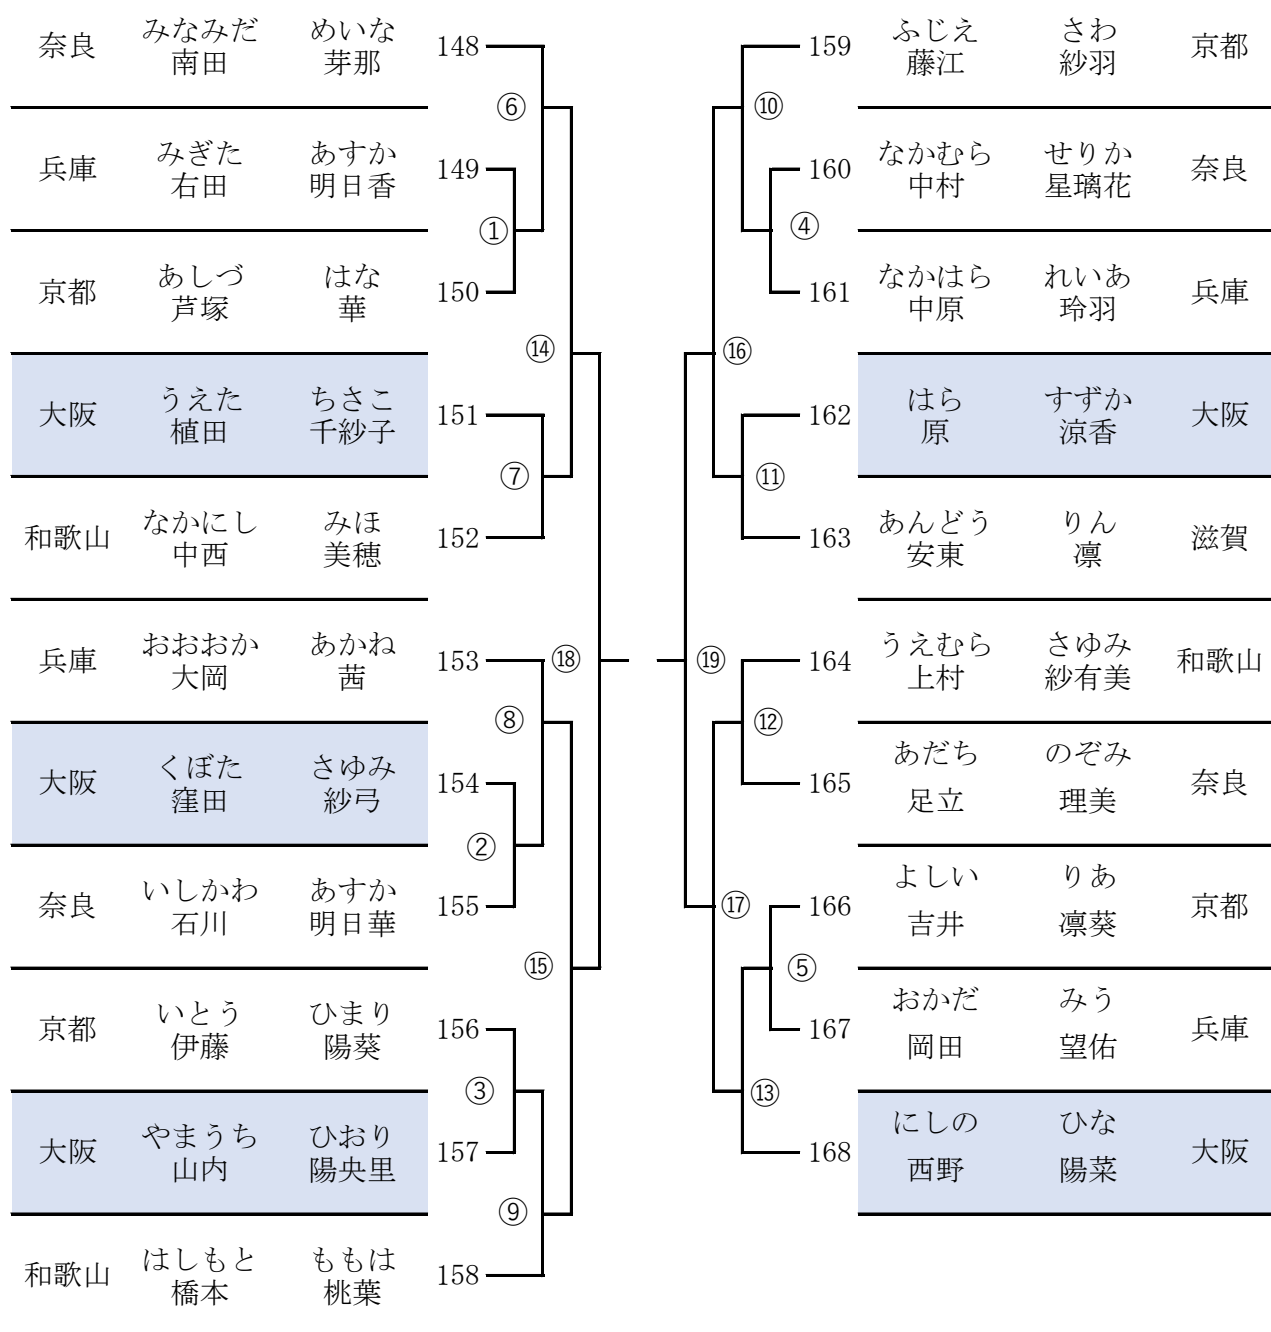 奈良 みなみだ めいな 148
南田 芽那
⑥
兵庫 みぎた あすか 149
右田 明日香
①
京都 あしづ はな 150
芦塚 華
⑭
大阪 うえた ちさこ 151
植田 千紗子
⑦
和歌山 なかにし みほ 152
中西 美穂
兵庫 おおおか あかね 153
大岡 茜
⑱
⑧
大阪 くぼた さゆみ 154
窪田 紗弓
②
奈良 いしかわ あすか 155
石川 明日華
⑮
京都 いとう ひまり 156
伊藤 陽葵
③
大阪 やまうち ひおり 157
山内 陽央里
⑨
和歌山 はしもと ももは 158
橋本 桃葉
159 ふじえ さわ 京都
藤江 紗羽
⑩
160 なかむら せりか 奈良
中村 星璃花
④
161 なかはら れいあ 兵庫
中原 玲羽
⑯
162 はら すずか 大阪
原 涼香
⑪
163 あんどう りん 滋賀
安東 凛
⑲
164 うえむら さゆみ 和歌山
上村 紗有美
⑫
165 あだち のぞみ 奈良
足立 理美
⑰
166 よしい りあ 京都
吉井 凛葵
⑤
167 おかだ みう 兵庫
岡田 望佑
⑬
168 にしの ひな 大阪
西野 陽菜